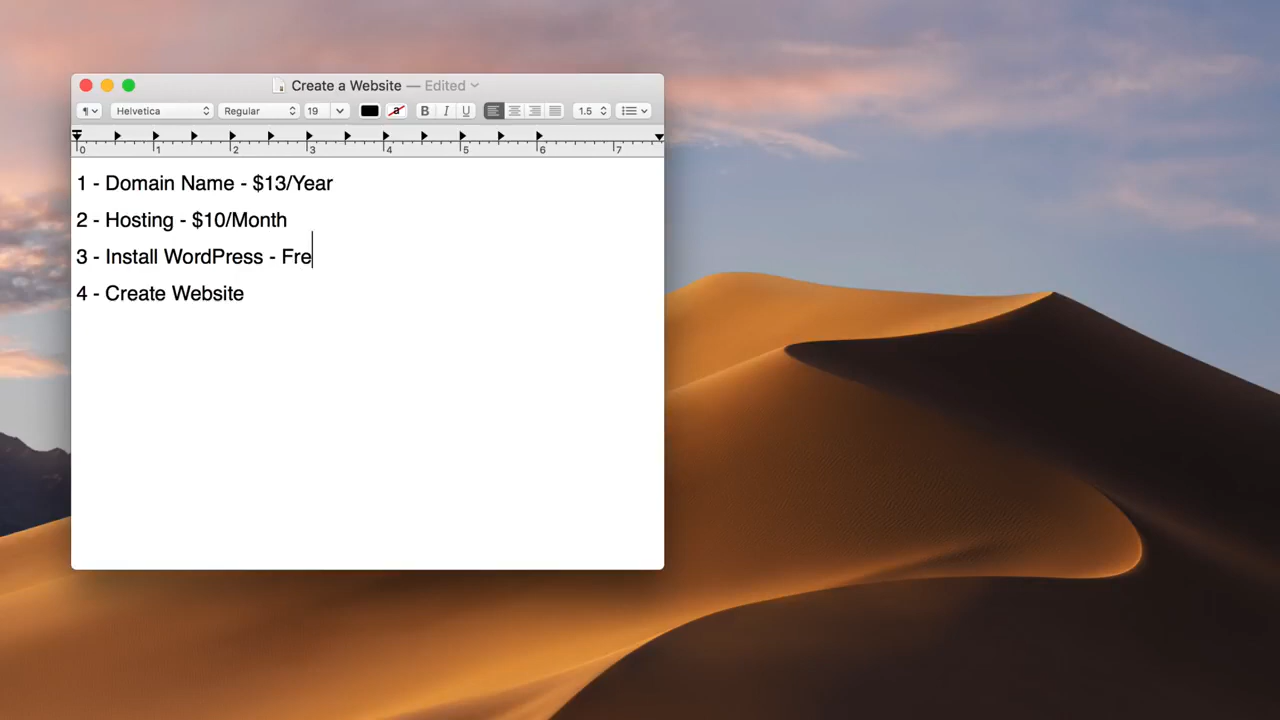 Create a Website — Edited
¶ Helvetica Regular 19 a B I U 1.5
0 1 2 3 4 5 6 7
1 - Domain Name - $13/Year
2 - Hosting - $10/Month
3 - Install WordPress - Fre
4 - Create Website